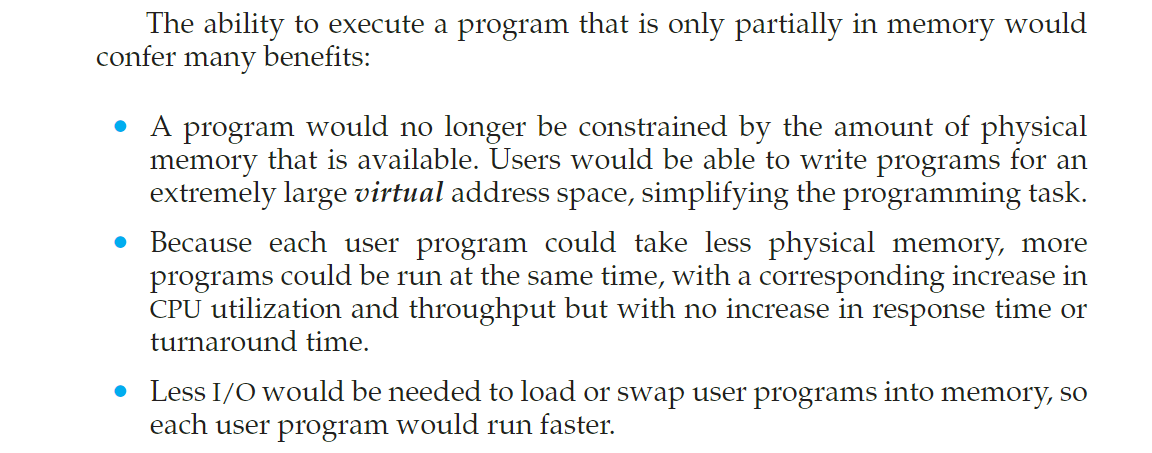 The ability to execute a program that is only partially in memory would
confer many benefits:
• A program would no longer be constrained by the amount of physical
memory that is available. Users would be able to write programs for an
extremely large virtual address space, simplifying the programming task.
• Because each user program could take less physical memory, more
programs could be run at the same time, with a corresponding increase in
CPU utilization and throughput but with no increase in response time or
turnaround time.
• Less I/O would be needed to load or swap user programs into memory, so
each user program would run faster.